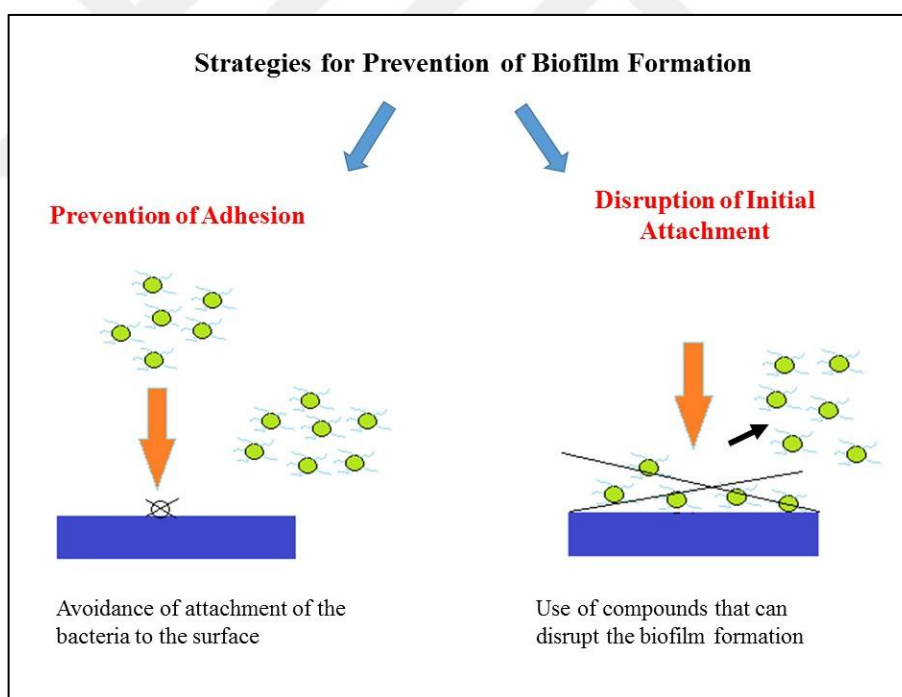 Strategies for Prevention of Biofilm Formation
Prevention of Adhesion
Disruption of Initial
Attachment
Avoidance of attachment of the
bacteria to the surface
Use of compounds that can
disrupt the biofilm formation